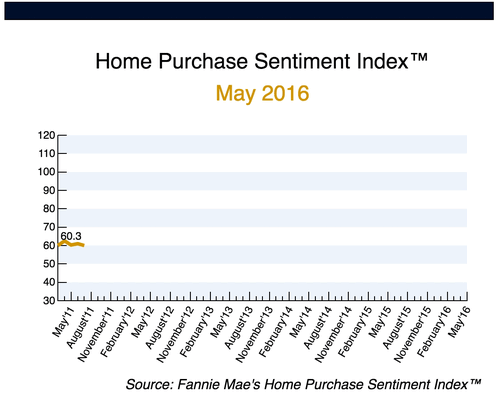 Home Purchase Sentiment Index™
May 2016
120
110
100
90
80
70
60
50
40
30
60.3
May'11
August'11
November'11
February'12
May'12
August'12
November'12
February'13
May'13
August'13
November'13
February'14
May'14
August'14
November'14
February'15
May'15
August'15
November'15
February'16
May'16
Source: Fannie Mae's Home Purchase Sentiment Index™